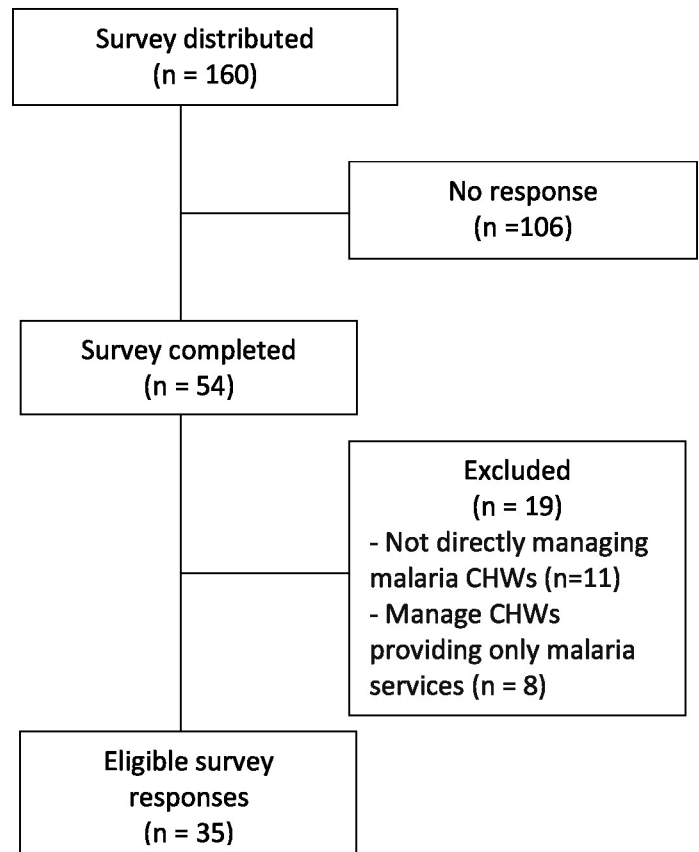 Survey distributed
(n = 160)
No response
(n =106)
Survey completed
(n = 54)
Excluded
(n = 19)
- Not directly managing
malaria CHWs (n=11)
- Manage CHWs
providing only malaria
services (n = 8)
Eligible survey
responses
(n = 35)